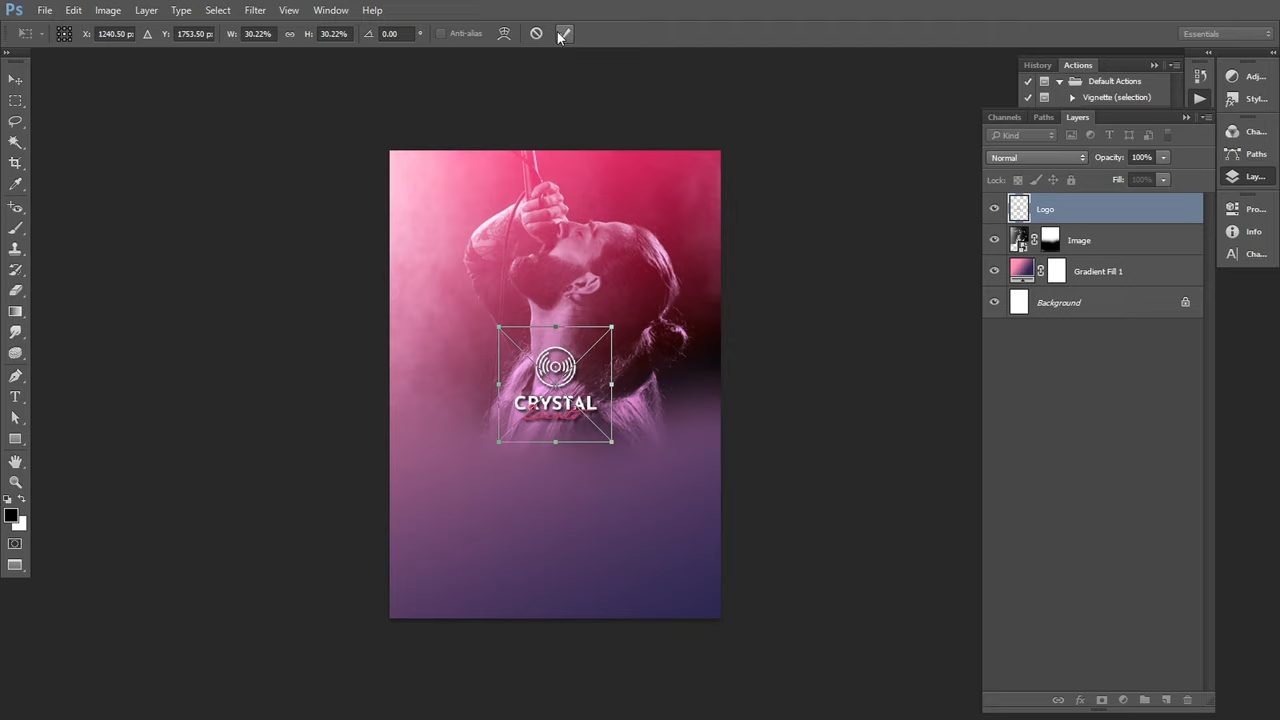 Ps File Edit Image Layer Type Select Filter View Window Help
X: 1240.50 p Y: 1753.50 p W: 30.22% H: 30.22% 0.00 ° Anti-alias Essentials
History Actions
Default Actions
Vignette (selection)
Channels Paths Layers
Kind
Normal Opacity: 100%
Lock: Fill: 100%
Logo
Image
Gradient Fill 1
Background
Adj...
Styl...
Cha...
Paths
Lay...
Pro...
Info
Cha...
CRYSTAL